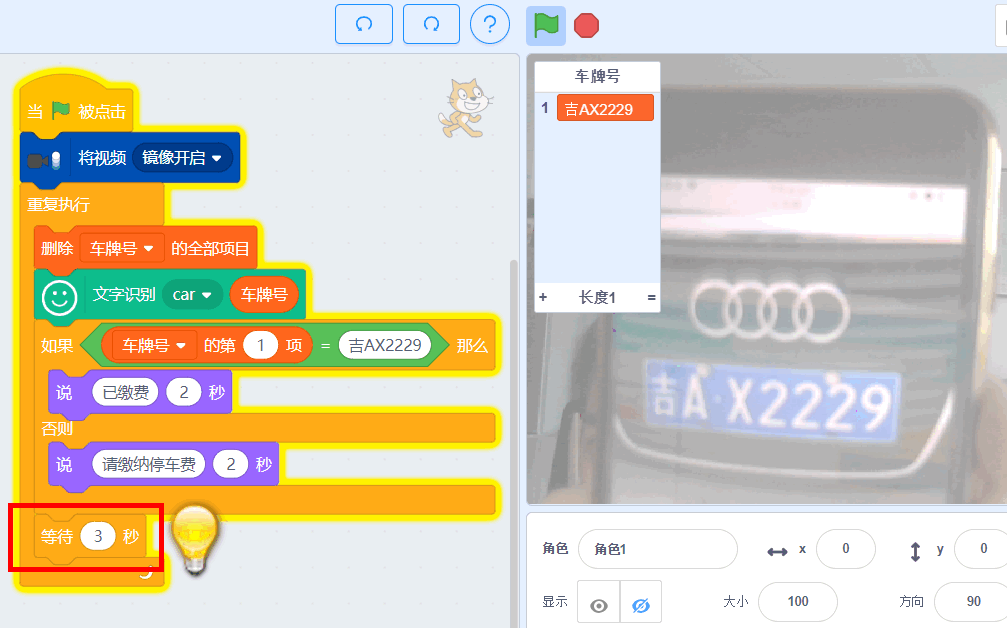 ?
当 被点击
将视频 镜像开启
重复执行
删除 车牌号 的全部项目
文字识别 car 车牌号
如果 车牌号 的第 1 项 = 吉AX2229 那么
说 已缴费 2 秒
否则
说 请缴纳停车费 2 秒
等待 3 秒
车牌号
1 吉AX2229
+ 长度1 =
吉A·X2229
角色 角色1 x 0 y 0
显示 大小 100 方向 90